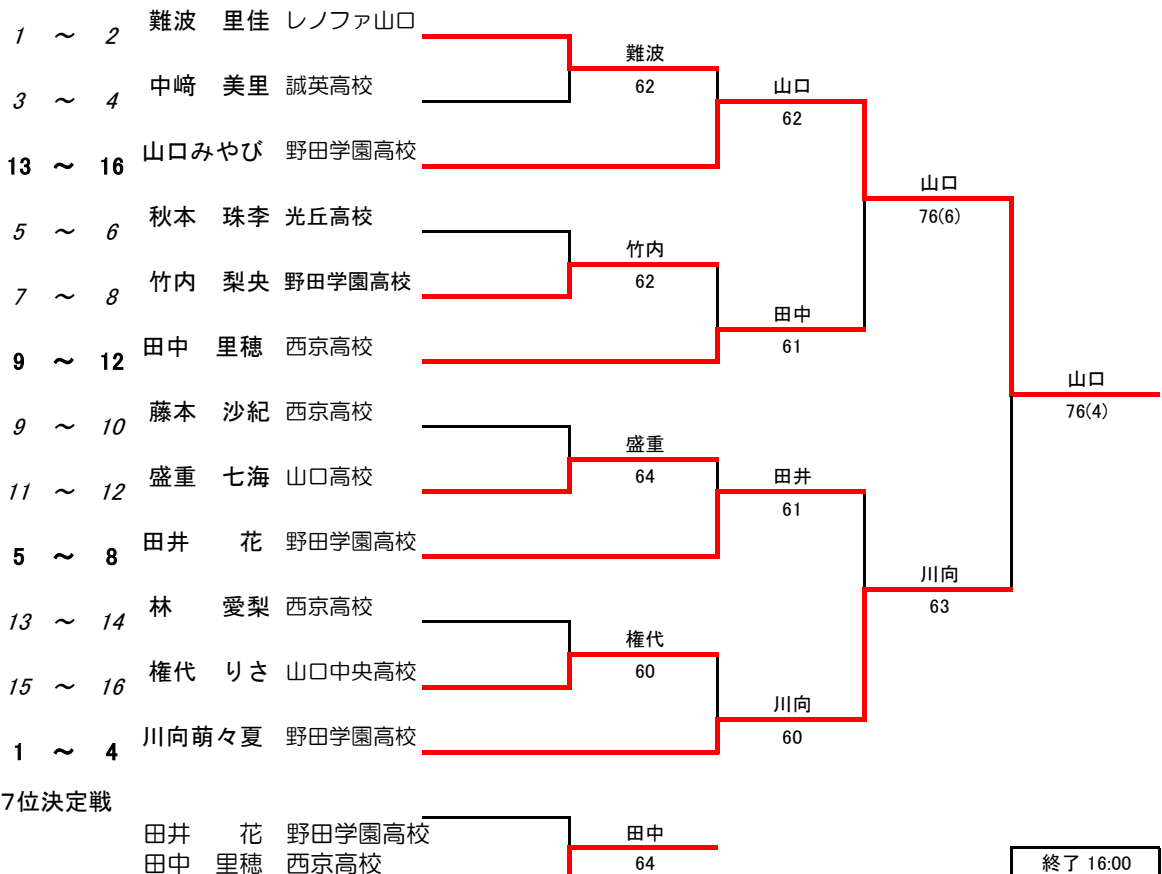 1 ～ 2 難波 里佳 レノファ山口
難波
3 ～ 4 中﨑 美里 誠英高校
62
山口
62
13 ～ 16 山口みやび 野田学園高校
山口
76(6)
5 ～ 6 秋本 珠李 光丘高校
竹内
7 ～ 8 竹内 梨央 野田学園高校
62
田中
61
9 ～ 12 田中 里穂 西京高校
山口
76(4)
9 ～ 10 藤本 沙紀 西京高校
盛重
11 ～ 12 盛重 七海 山口高校
64
田井
61
5 ～ 8 田井 花 野田学園高校
川向
63
13 ～ 14 林 愛梨 西京高校
権代
15 ～ 16 権代 りさ 山口中央高校
60
川向
60
1 ～ 4 川向萌々夏 野田学園高校
7位決定戦
田井 花 野田学園高校
田中
田中 里穂 西京高校
64
終了 16:00